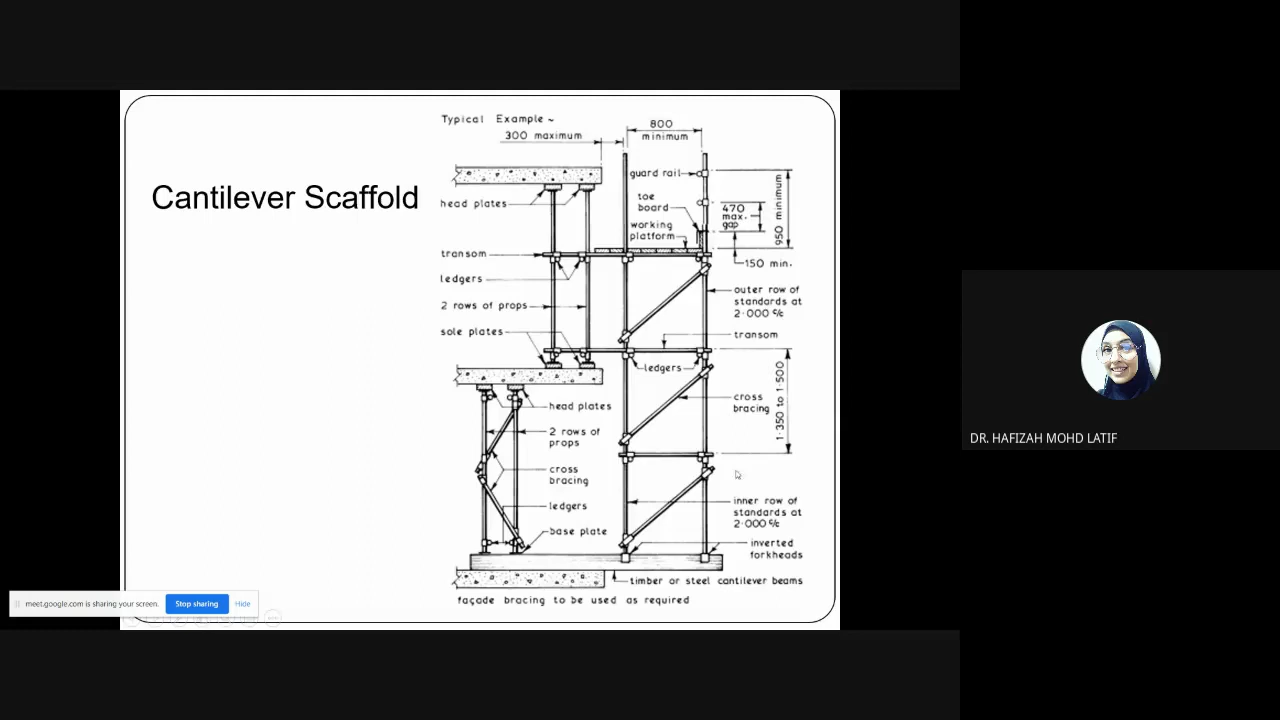 Cantilever Scaffold
Typical Example ~
300 maximum
800
minimum
guard rail
toe
board
working
platform
470
max.
gap
950 minimum
150 min.
head plates
transom
ledgers
2 rows of props
sole plates
outer row of
standards at
2·000 c/c
transom
ledgers
cross
bracing
1·350 to 1·500
head plates
2 rows of
props
cross
bracing
ledgers
base plate
inner row of
standards at
2·000 c/c
inverted
forkheads
timber or steel cantilever beams
façade bracing to be used as required
meet.google.com is sharing your screen.
Stop sharing
Hide
DR. HAFIZAH MOHD LATIF